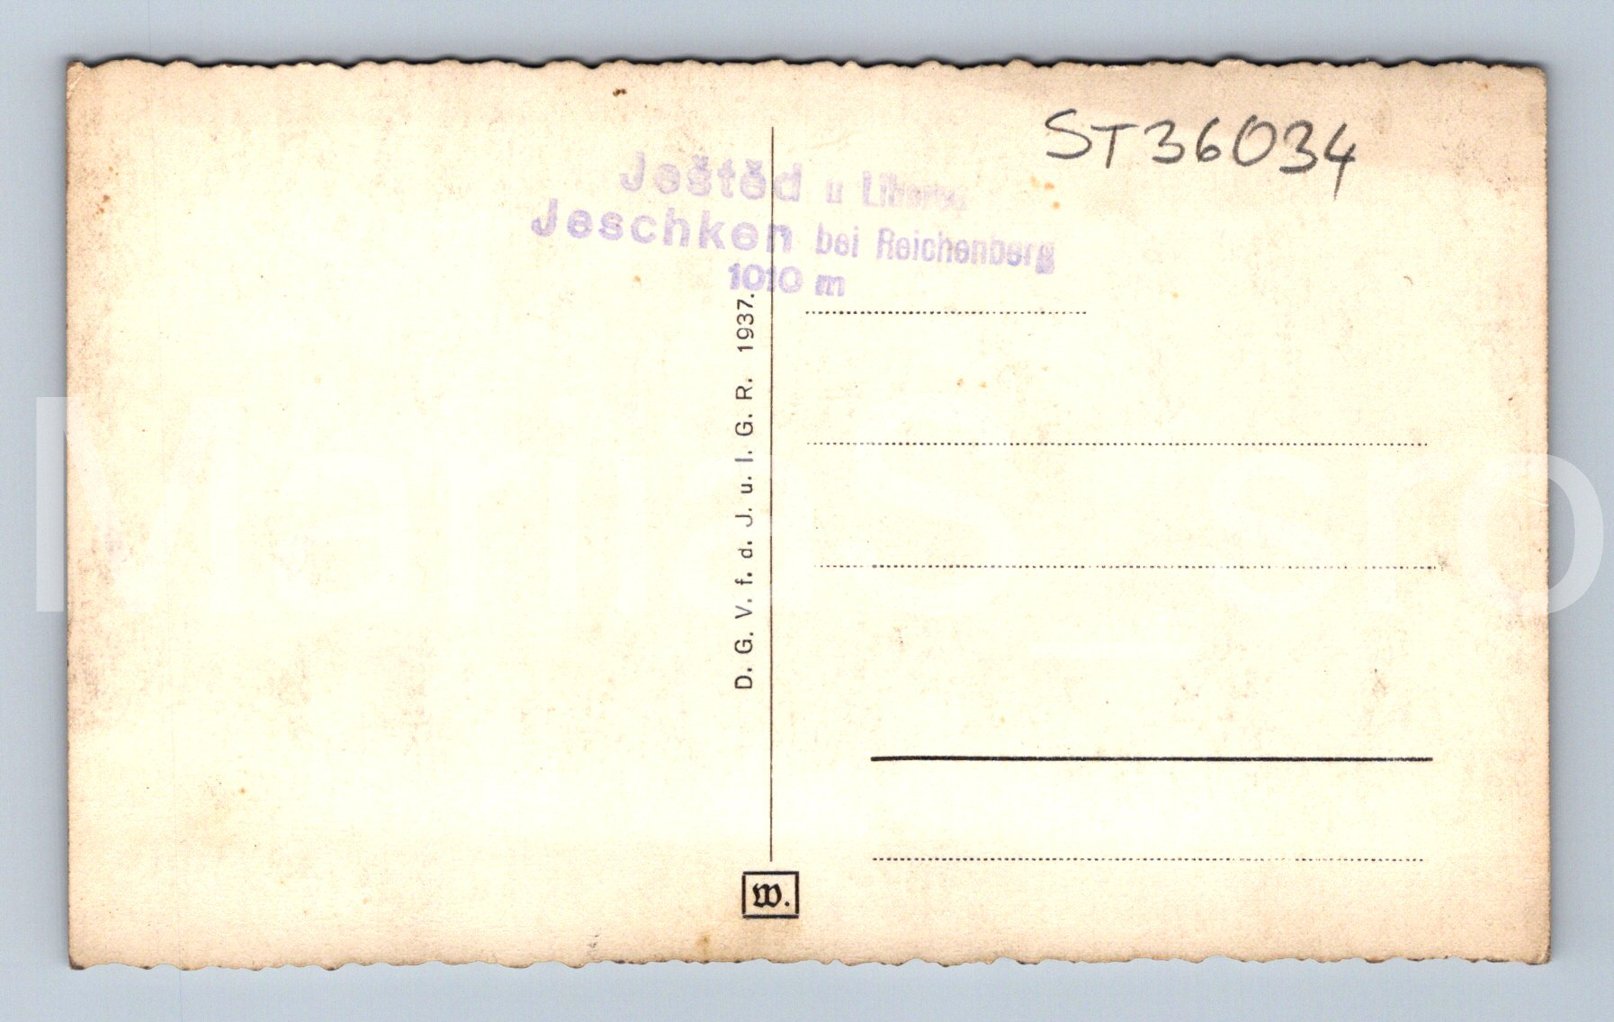 ST36034
Ještěd u Liberce
Jeschken bei Reichenberg
1010 m
D. G. V. f. d. J. u. I. G. R. 1937.
W.